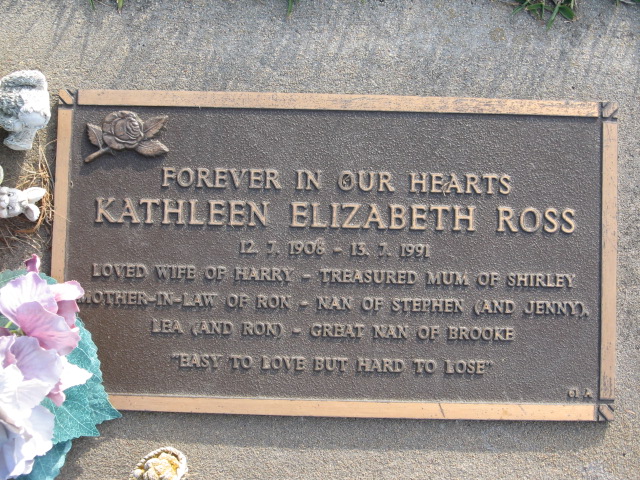 FOREVER IN OUR HEARTS
KATHLEEN ELIZABETH ROSS
12. 7. 1906 - 13. 7. 1991
LOVED WIFE OF HARRY - TREASURED MUM OF SHIRLEY
MOTHER-IN-LAW OF RON - NAN OF STEPHEN (AND JENNY),
LEA (AND RON) - GREAT NAN OF BROOKE
"EASY TO LOVE BUT HARD TO LOSE"